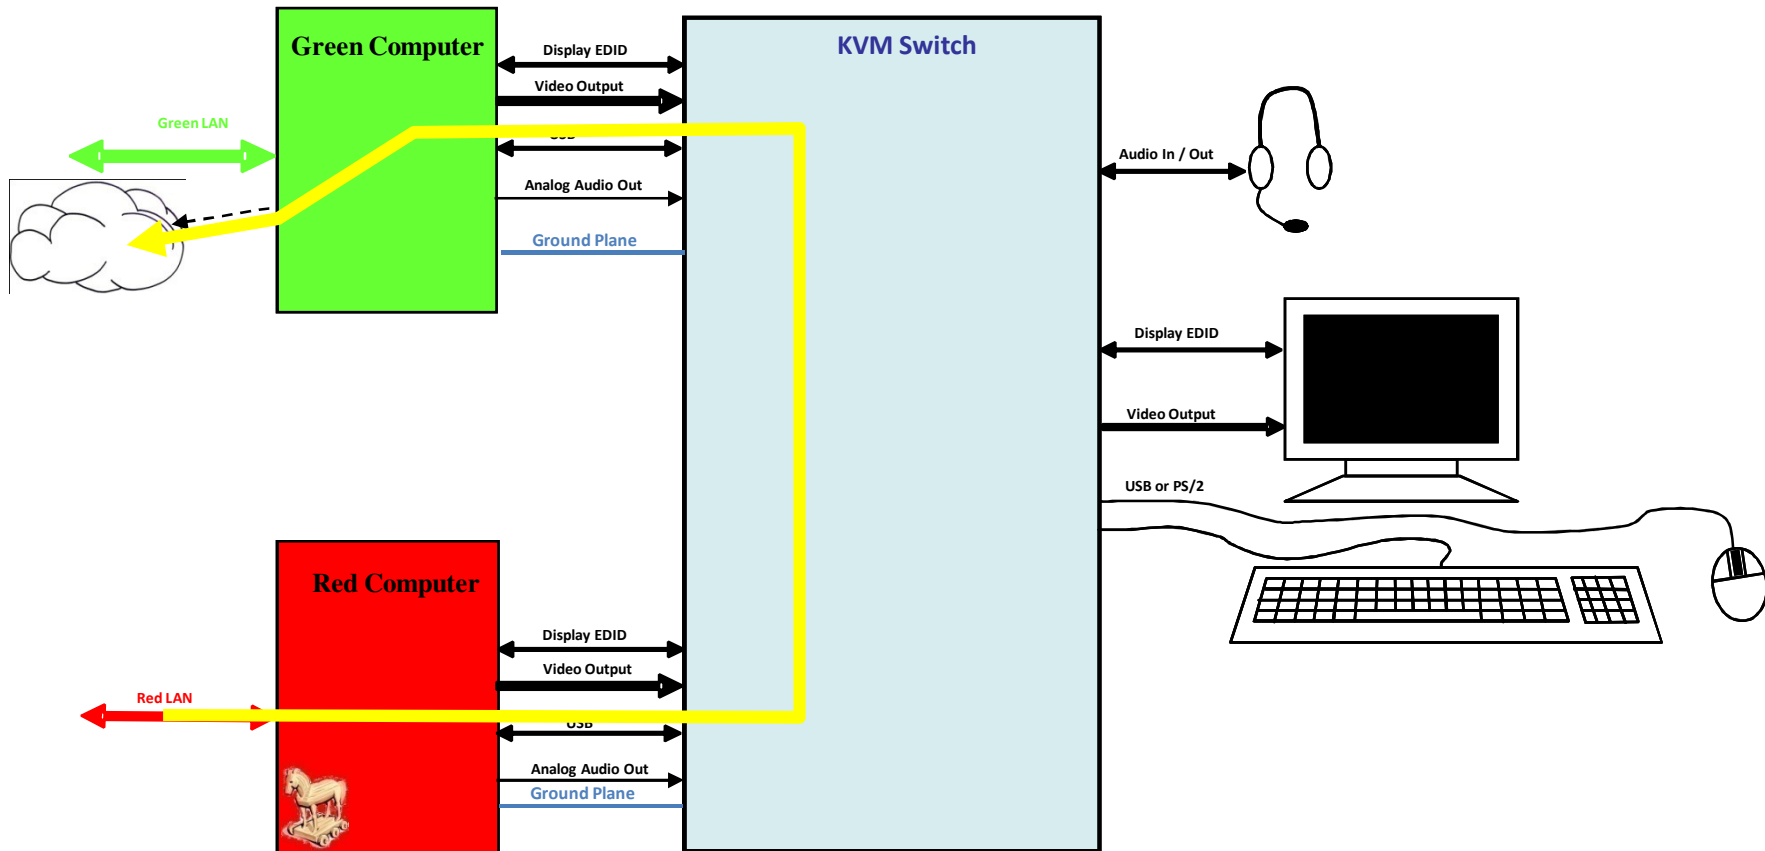 Green Computer
KVM Switch
Display EDID
Video Output
Green LAN
USB
Analog Audio Out
Ground Plane
Audio In / Out
Display EDID
Video Output
USB or PS/2
Red Computer
Display EDID
Video Output
Red LAN
USB
Analog Audio Out
Ground Plane